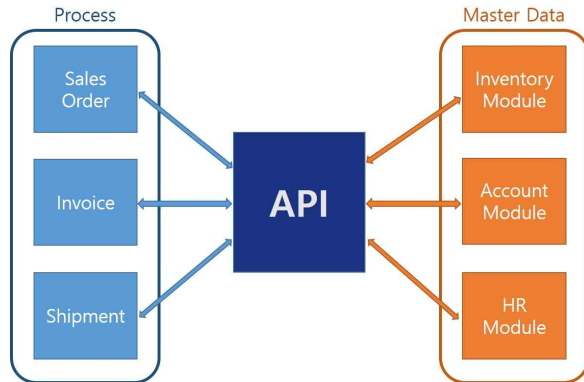 Process
Sales
Order
Invoice
Shipment
API
Master Data
Inventory
Module
Account
Module
HR
Module